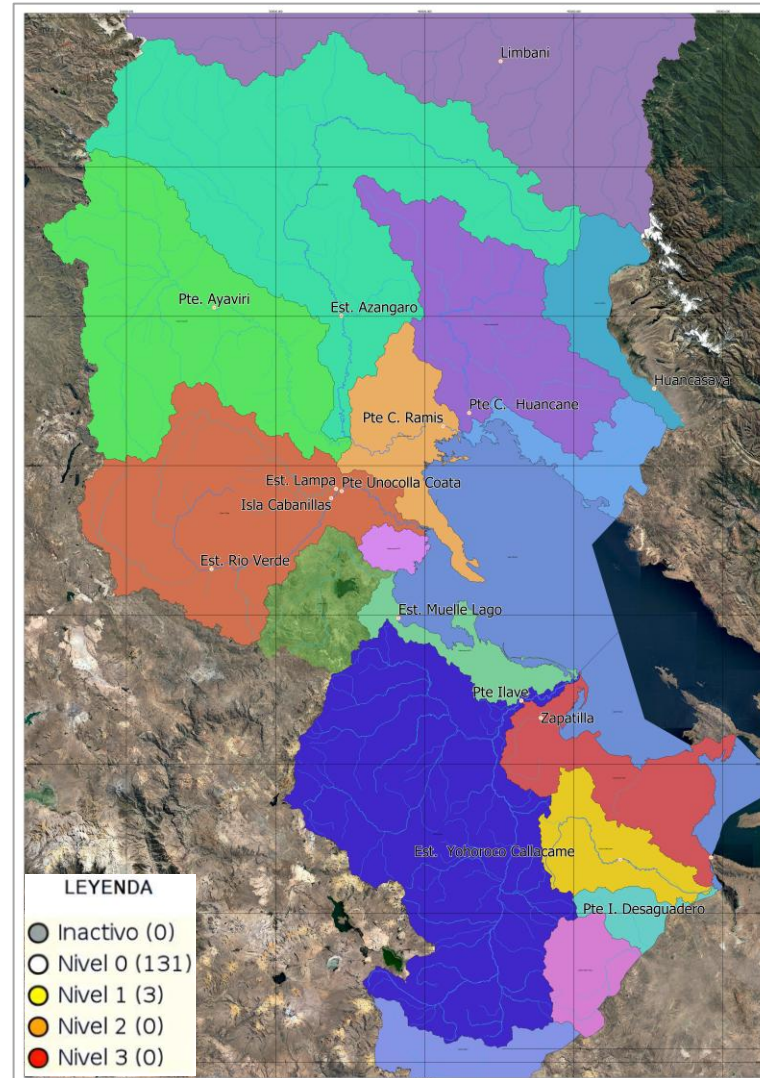 Limbani
Pte. Ayaviri
Est. Azangaro
Huancasaya
Pte C. Ramis
Pte C. Huancane
Est. Lampa
Pte Unocolla Coata
Isla Cabanillas
Est. Rio Verde
Est. Muelle Lago
Pte Ilave
Zapatilla
Est. Yohoroco Callacame
Pte I. Desaguadero
LEYENDA
Inactivo (0)
Nivel 0 (131)
Nivel 1 (3)
Nivel 2 (0)
Nivel 3 (0)